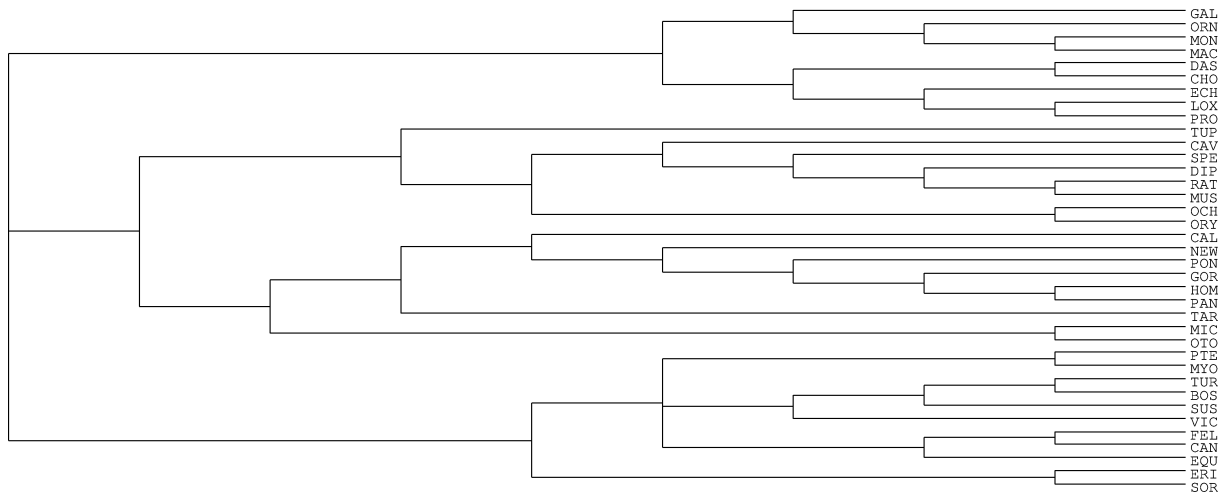 GAL
ORN
MON
MAC
DAS
CHO
ECH
LOX
PRO
TUP
CAV
SPE
DIP
RAT
MUS
OCH
ORY
CAL
NEW
PON
GOR
HOM
PAN
TAR
MIC
OTO
PTE
MYO
TUR
BOS
SUS
VIC
FEL
CAN
EQU
ERI
SOR